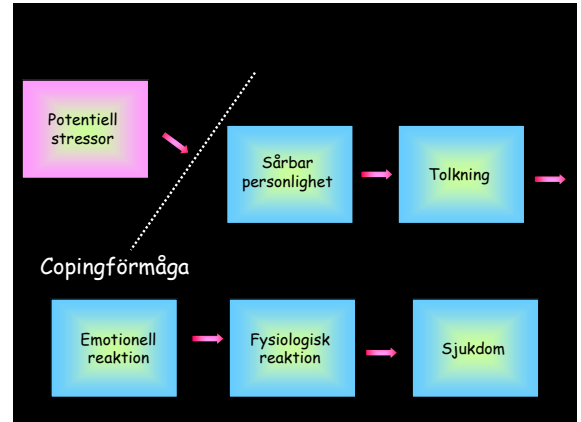 Potentiell
stressor
Sårbar
personlighet
Tolkning
Copingförmåga
Emotionell
reaktion
Fysiologisk
reaktion
Sjukdom